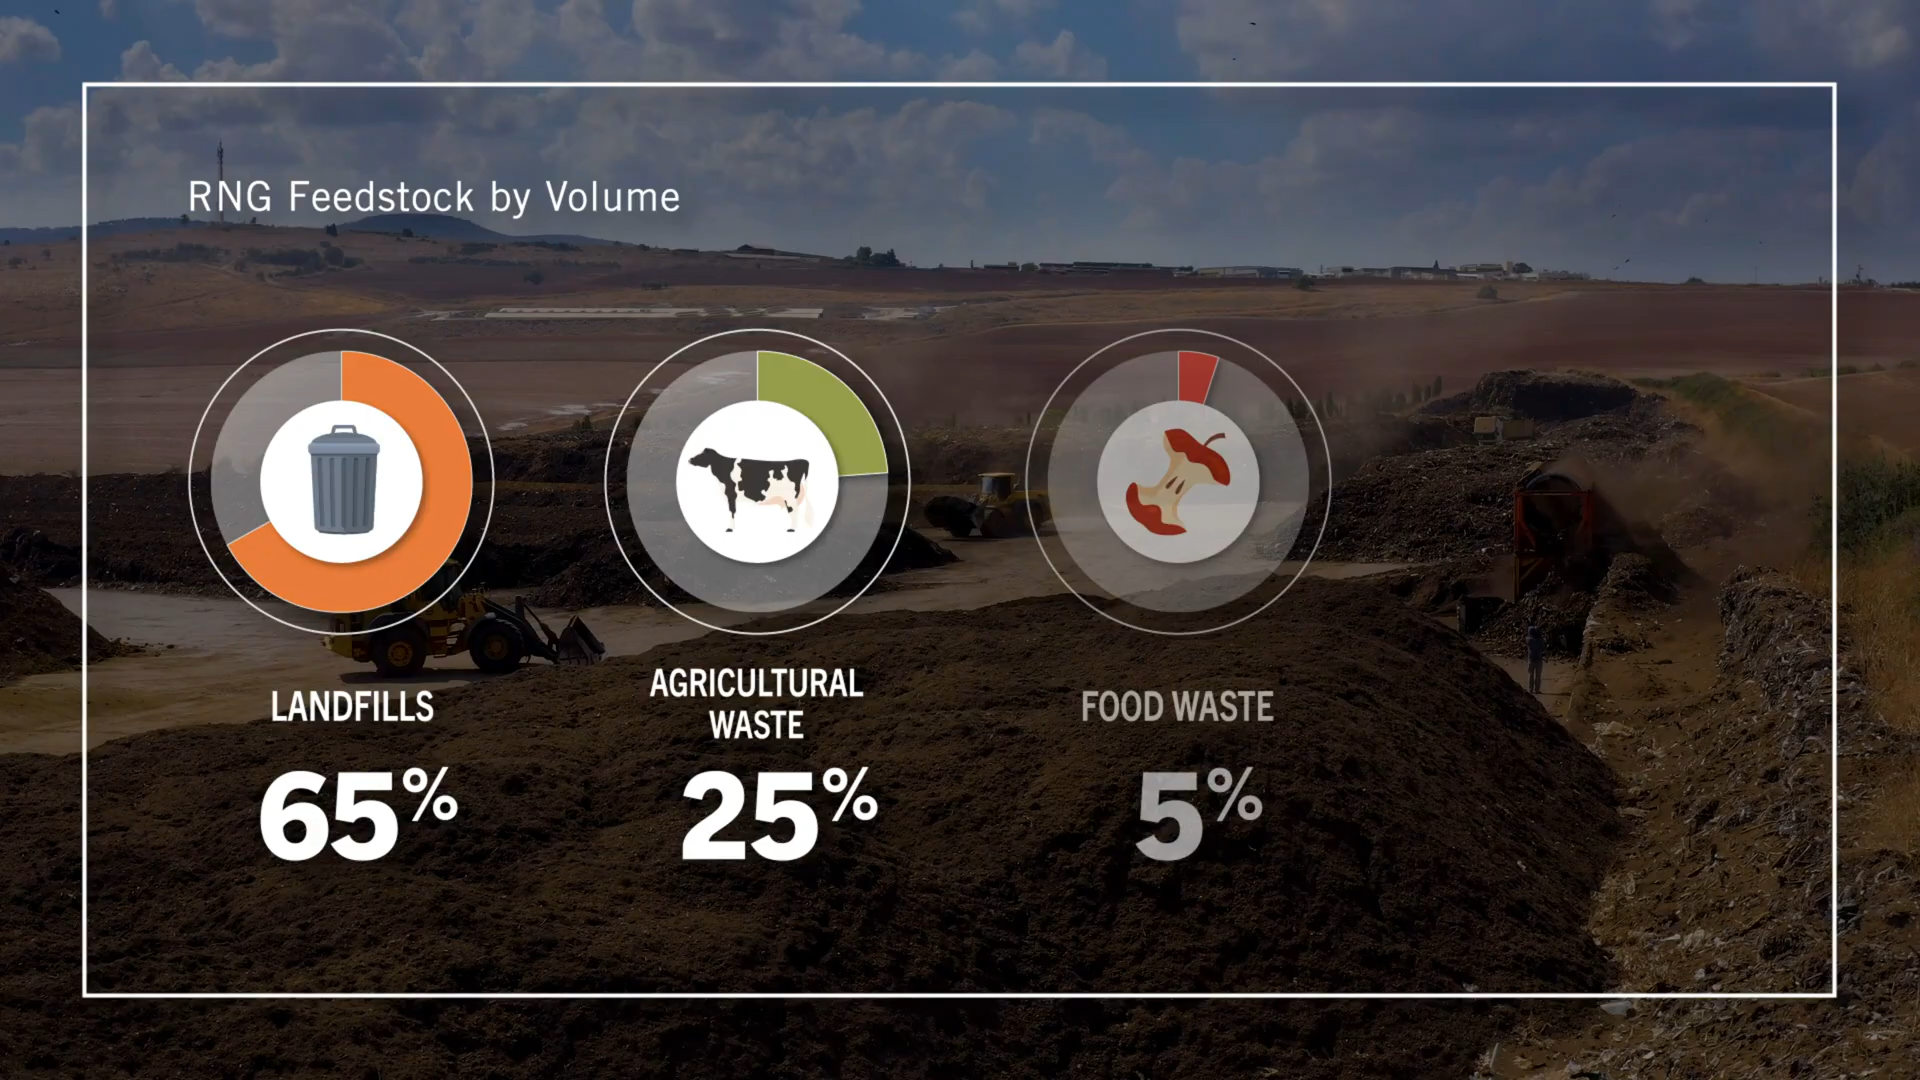 RNG Feedstock by Volume
LANDFILLS
65%
AGRICULTURAL
WASTE
25%
FOOD WASTE
5%